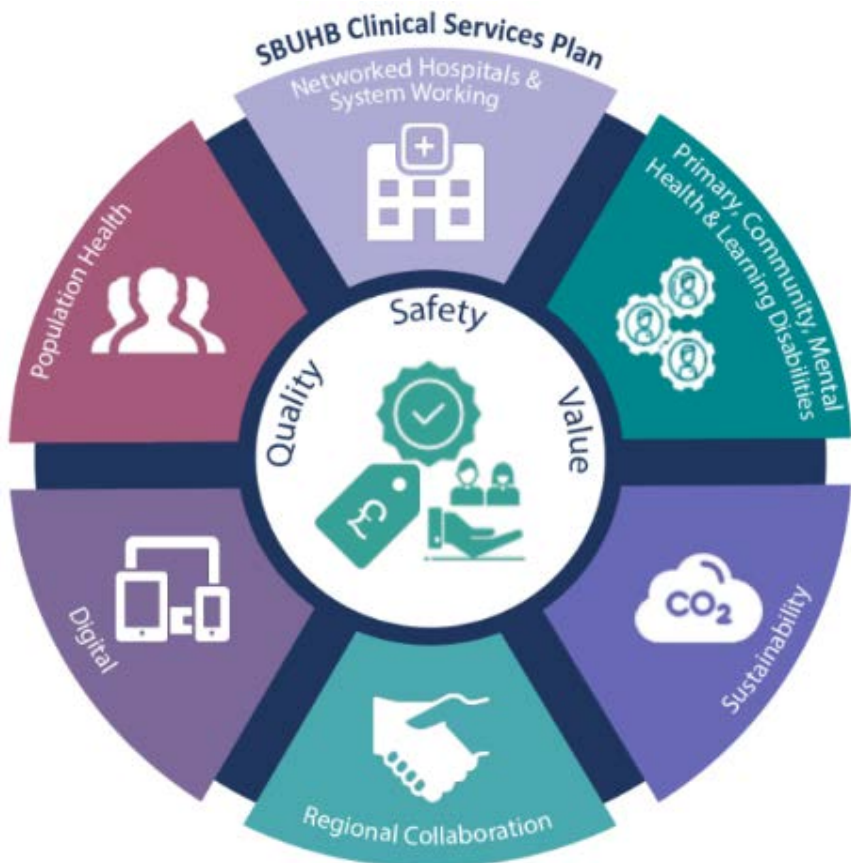 SBUHB Clinical Services Plan
Networked Hospitals &
System Working
Primary, Community, Mental
Health & Learning Disabilities
Sustainability
CO₂
Regional Collaboration
Digital
Population Health
Quality
Safety
Value
£